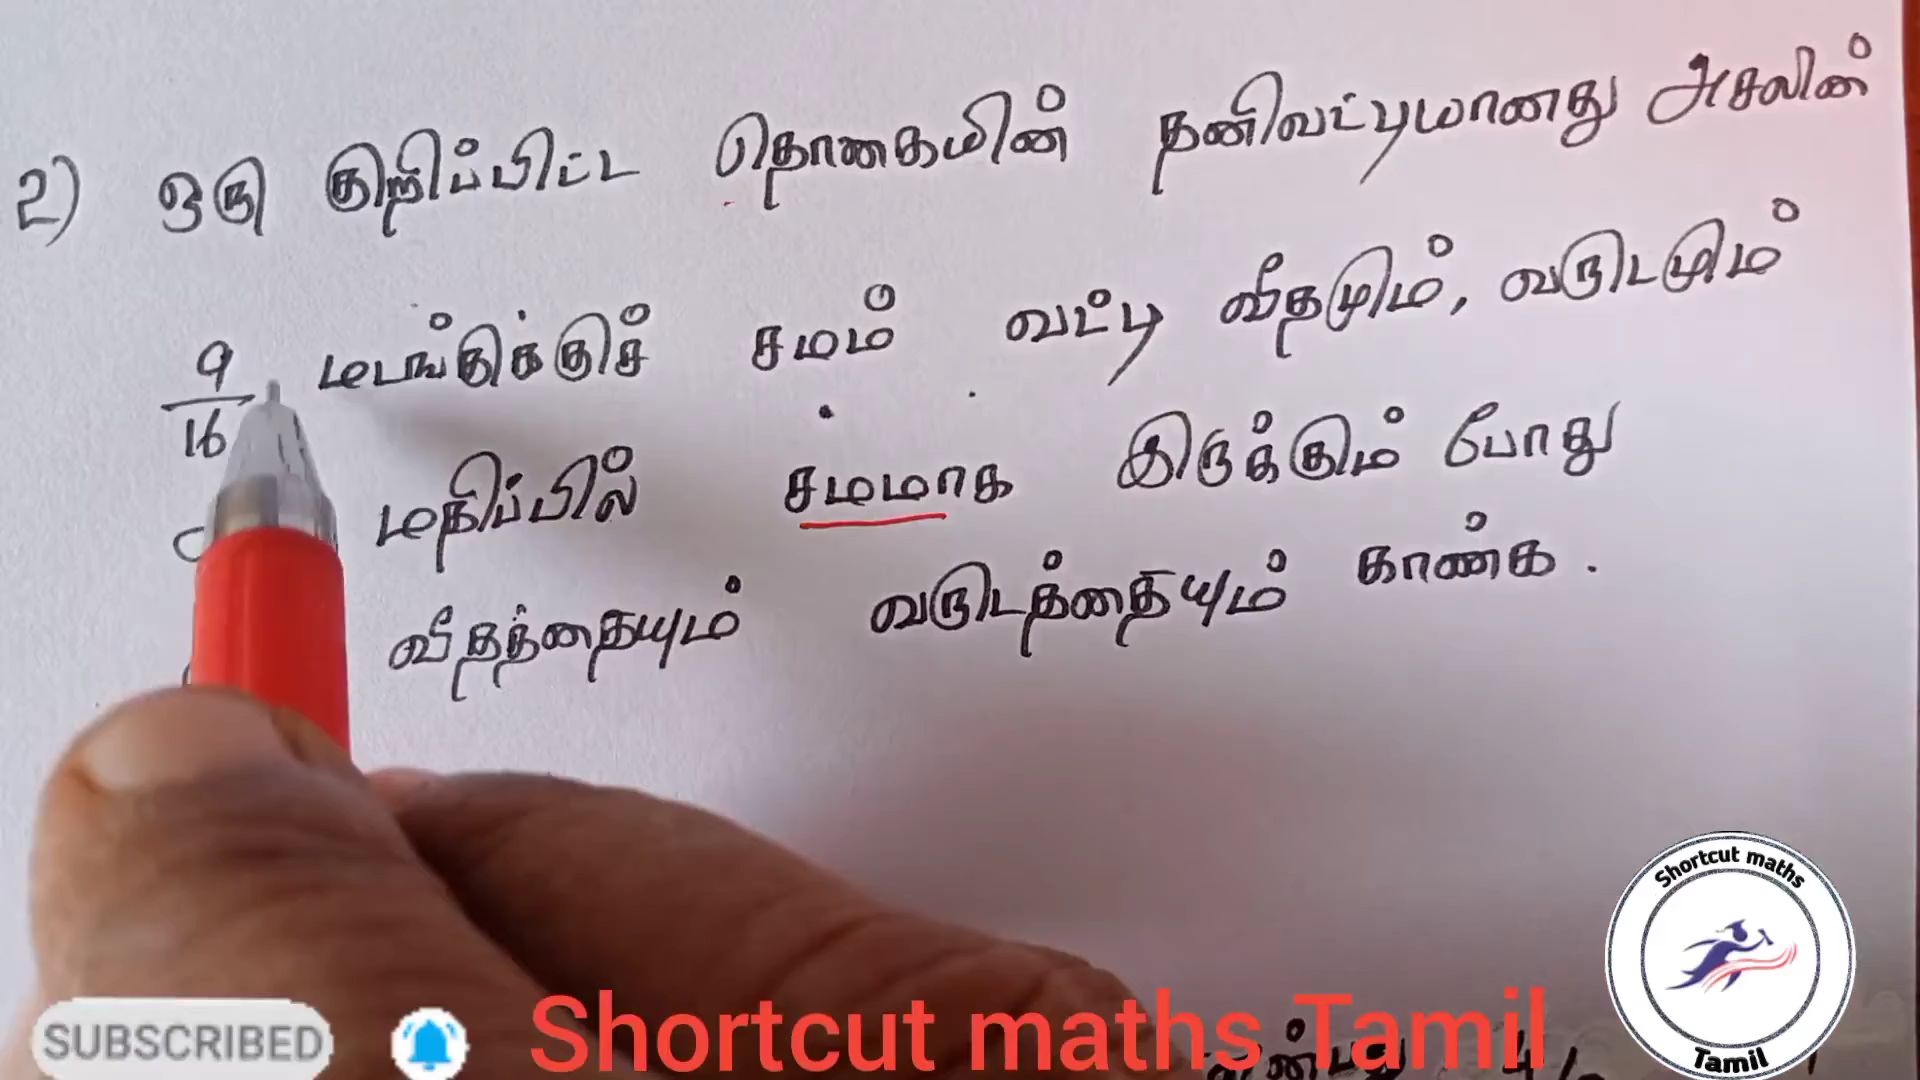 2) ஒரு குறிப்பிட்ட தொகையின் தனிவட்டியானது அசலின்
9/16 மடங்கிக்குச் சமம் வட்டி வீதமும், வருடமும்
மதிப்பில் சமமாக இருக்கும் போது
வீதத்தையும் வருடத்தையும் காண்க .
Shortcut maths
Tamil
SUBSCRIBED
Shortcut maths Tamil